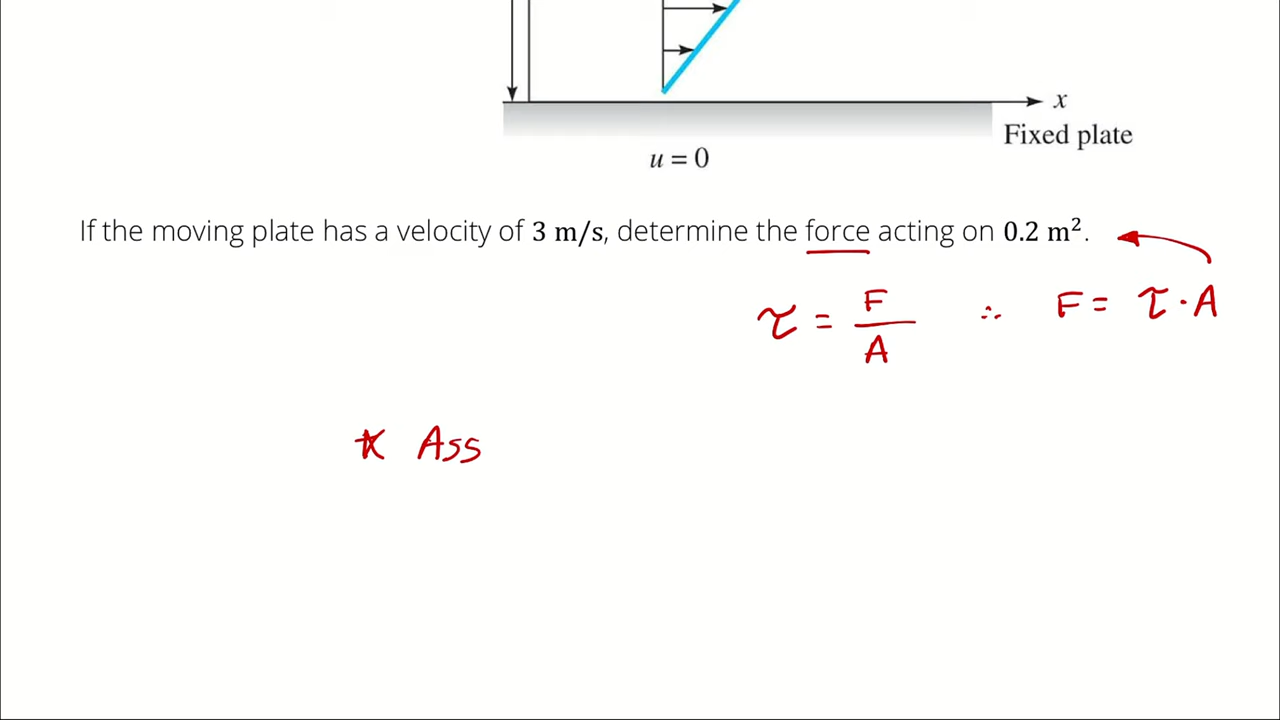 x
Fixed plate
u = 0
If the moving plate has a velocity of 3 m/s, determine the force acting on 0.2 m².
τ = F/A ∴ F = τ · A
* Ass